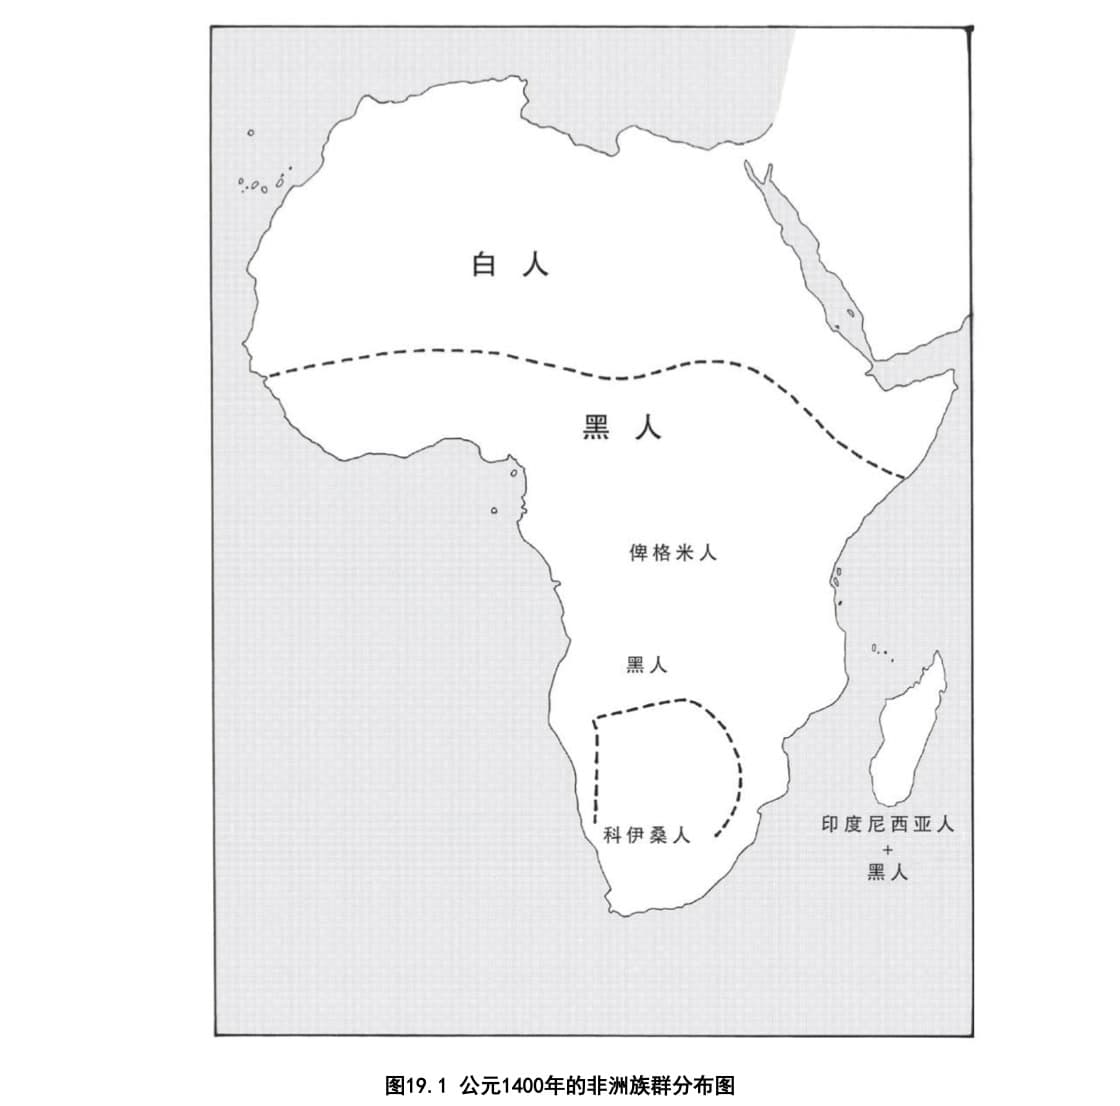 白人
黑人
俾格米人
黑人
科伊桑人
印度尼西亚人
+
黑人
图19.1 公元1400年的非洲族群分布图